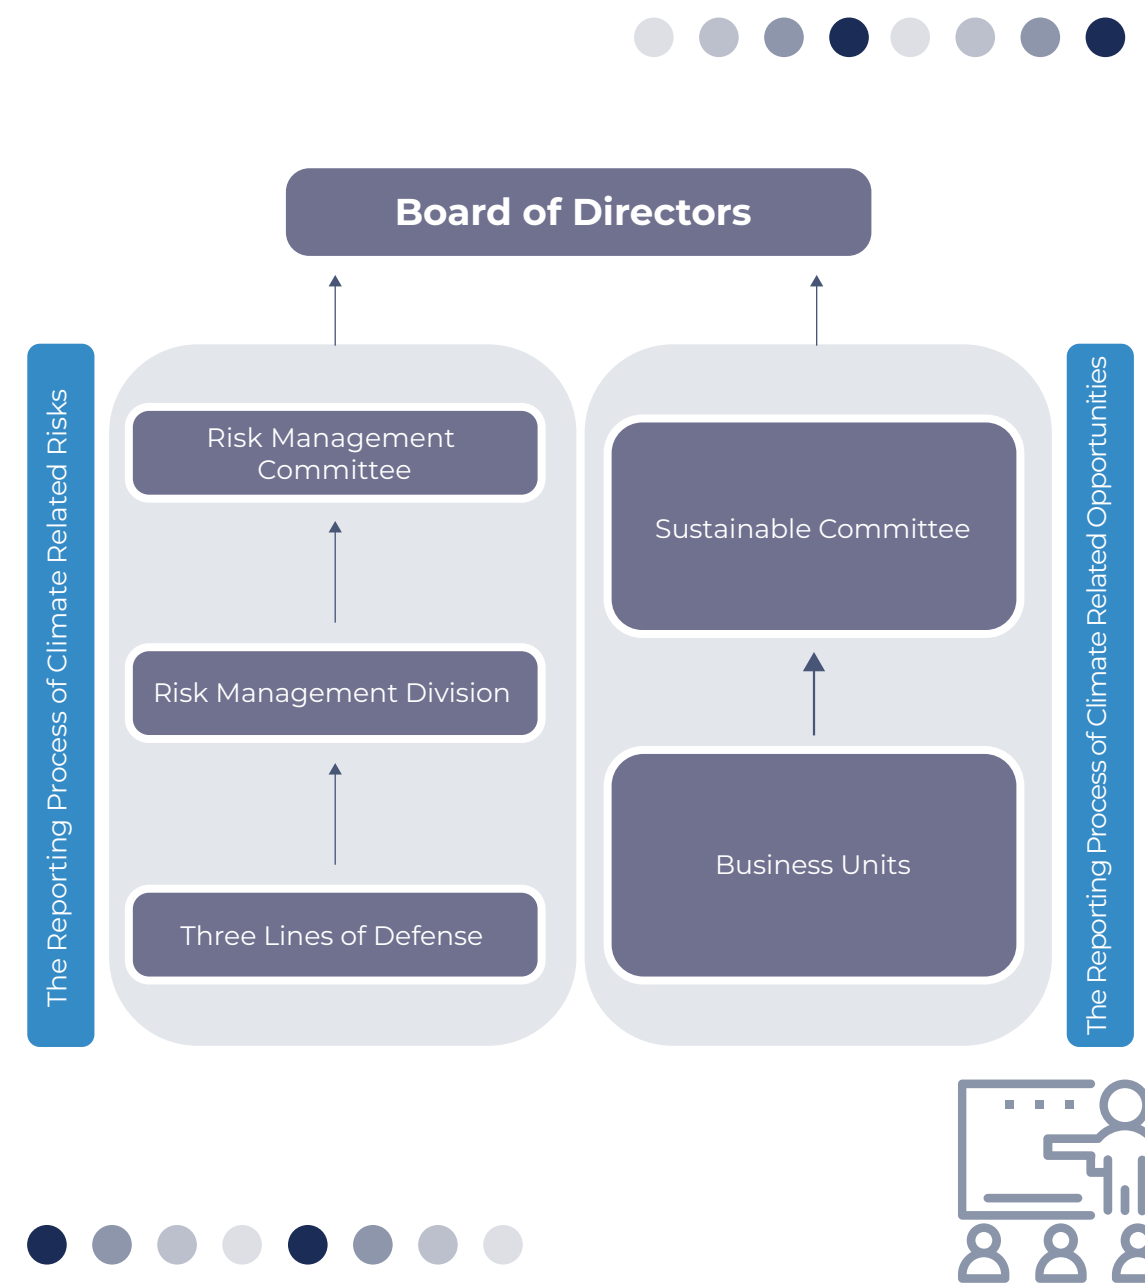 Board of Directors
The Reporting Process of Climate Related Risks
Risk Management
Committee
Risk Management Division
Three Lines of Defense
Sustainable Committee
Business Units
The Reporting Process of Climate Related Opportunities